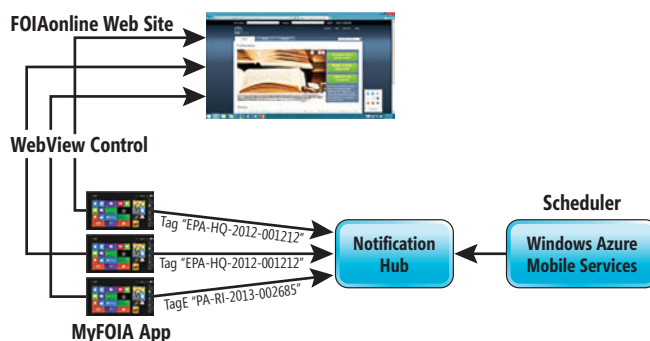 FOIAonline Web Site
WebView Control
Scheduler
Tag "EPA-HQ-2012-001212"
Tag "EPA-HQ-2012-001212"
TagE "PA-RI-2013-002685"
Notification
Hub
Windows Azure
Mobile Services
MyFOIA App